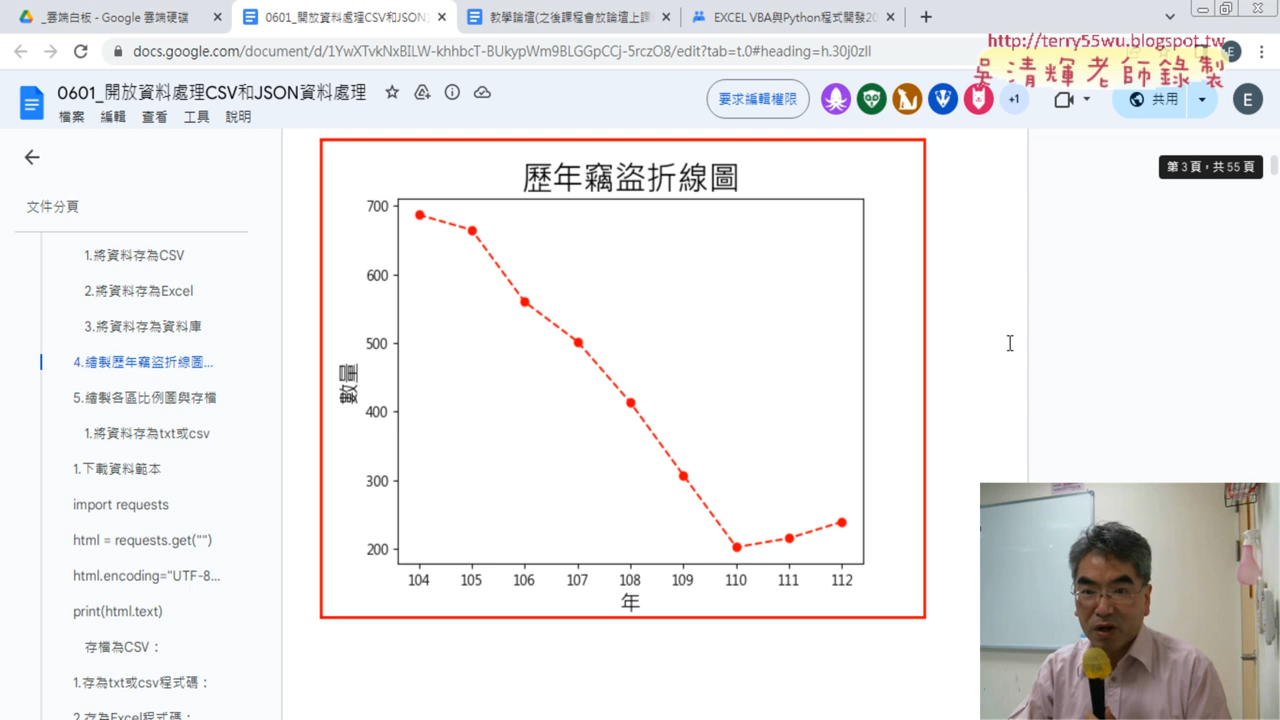 _雲端白板 - Google 雲端硬碟
0601_開放資料處理CSV和JSON
教學論壇(之後課程會放論壇上課
EXCEL VBA與Python程式開發20
docs.google.com/document/d/1YwXTvkNxBILW-khhbcT-BUkypWm9BLGGpCCj-5rczO8/edit?tab=t.0#heading=h.30j0zll
http://terry55wu.blogspot.tw
吳清輝老師錄製
0601_開放資料處理CSV和JSON資料處理
檔案 編輯 查看 工具 說明
要求編輯權限
+1
共用
E
E
第 3 頁，共 55 頁
文件分頁
1.將資料存為CSV
2.將資料存為Excel
3.將資料存為資料庫
4.繪製歷年竊盜折線圖...
5.繪製各區比例圖與存檔
1.將資料存為txt或csv
1.下載資料範本
import requests
html = requests.get("")
html.encoding="UTF-8...
print(html.text)
存檔為CSV：
1.存為txt或csv程式碼：
2.存為Excel程式碼：
歷年竊盜折線圖
700
600
500
400
300
200
數量
104 105 106 107 108 109 110 111 112
年